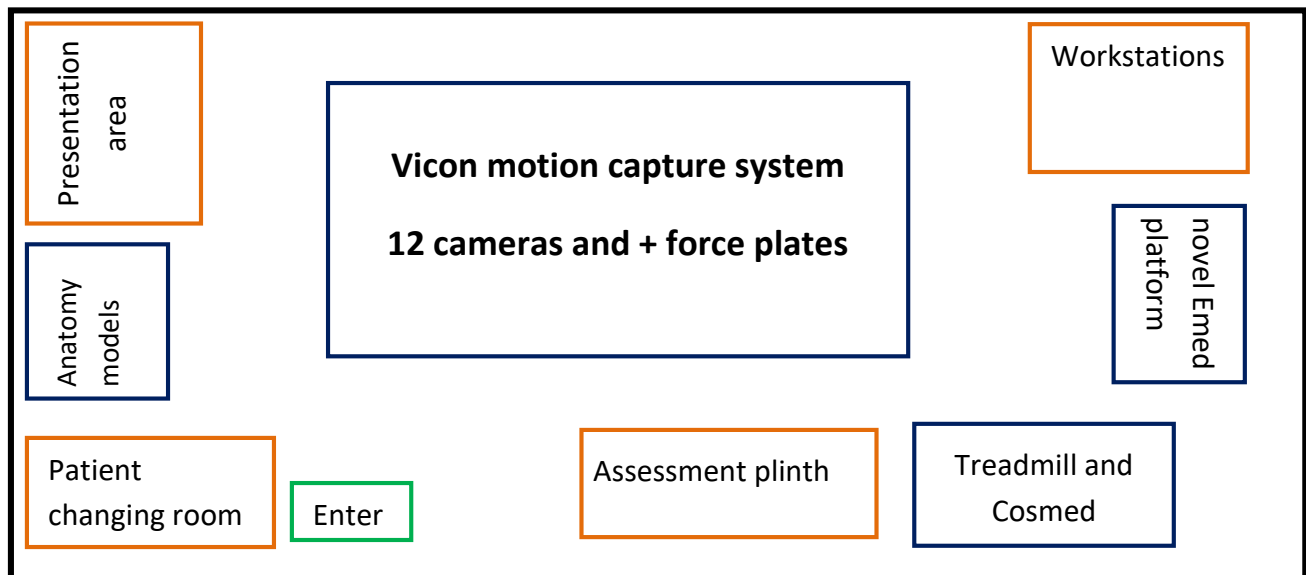 Presentation
area
Workstations
Vicon motion capture system
12 cameras and + force plates
Anatomy
models
novel Emed
platform
Patient
changing room
Enter
Assessment plinth
Treadmill and
Cosmed